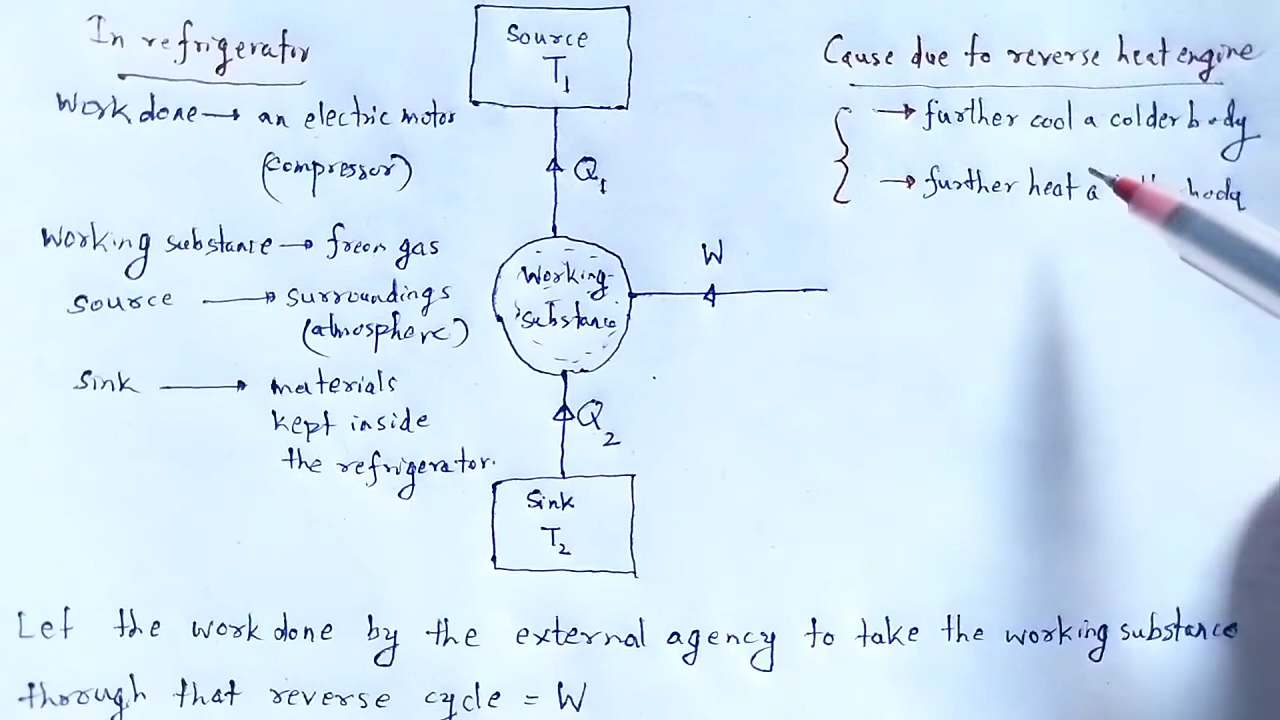 In refrigerator
Work done → an electric motor
(compressor)
Working substance → freon gas
source → surroundings
(atmosphere)
sink → materials
kept inside
the refrigerator.
Source
T1
Q1
Working
substance
W
Q2
Sink
T2
Cause due to reverse heat engine
→ further cool a colder body
→ further heat a body
Let the work done by the external agency to take the working substance
through that reverse cycle = W